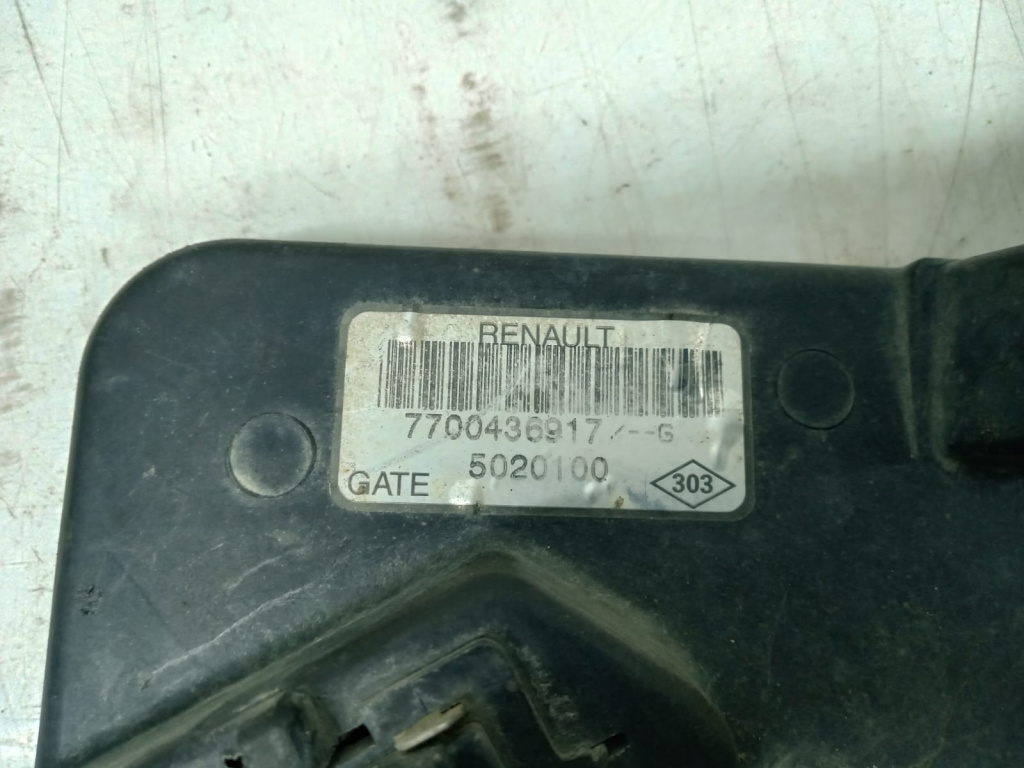 RENAULT
7700436917/--G
5020100
GATE
303